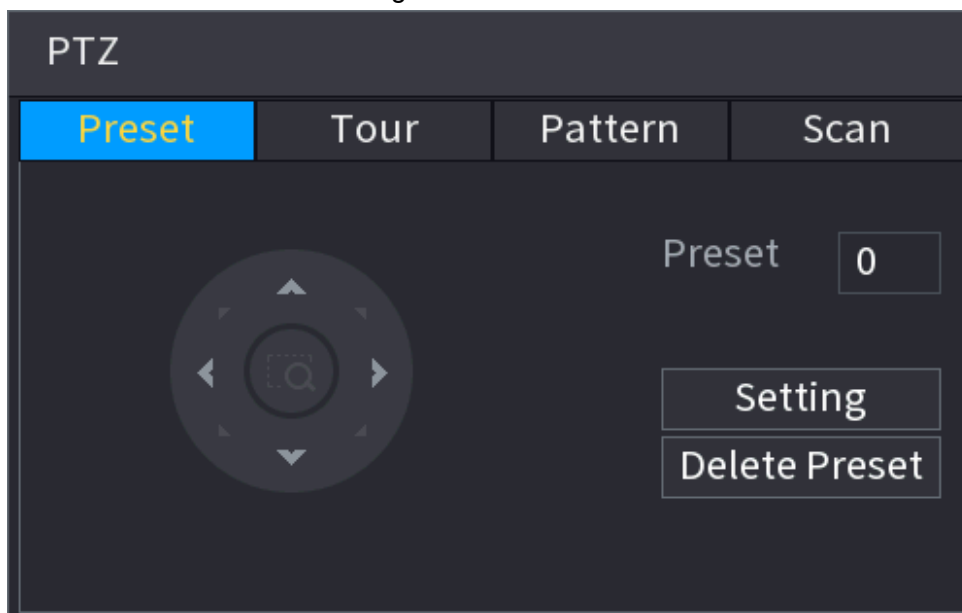 PTZ
Preset Tour Pattern Scan
Preset 0
Setting
Delete Preset